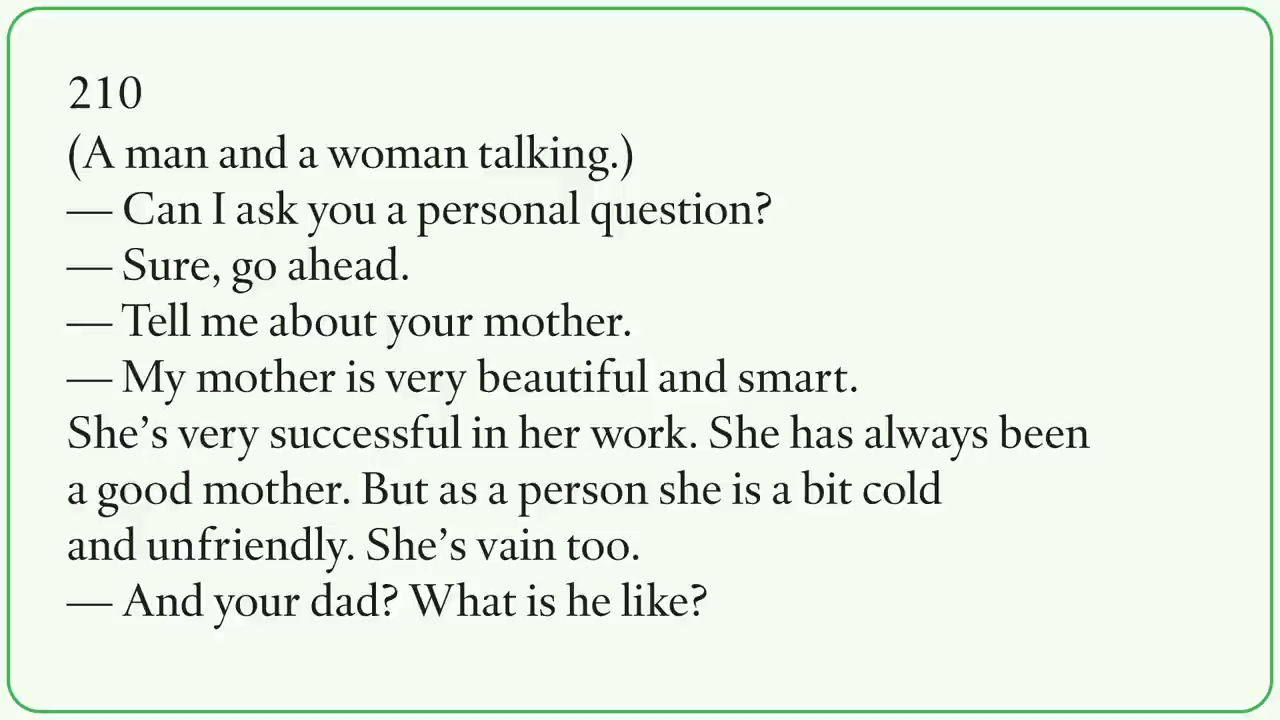 210
(A man and a woman talking.)
— Can I ask you a personal question?
— Sure, go ahead.
— Tell me about your mother.
— My mother is very beautiful and smart.
She’s very successful in her work. She has always been
a good mother. But as a person she is a bit cold
and unfriendly. She’s vain too.
— And your dad? What is he like?